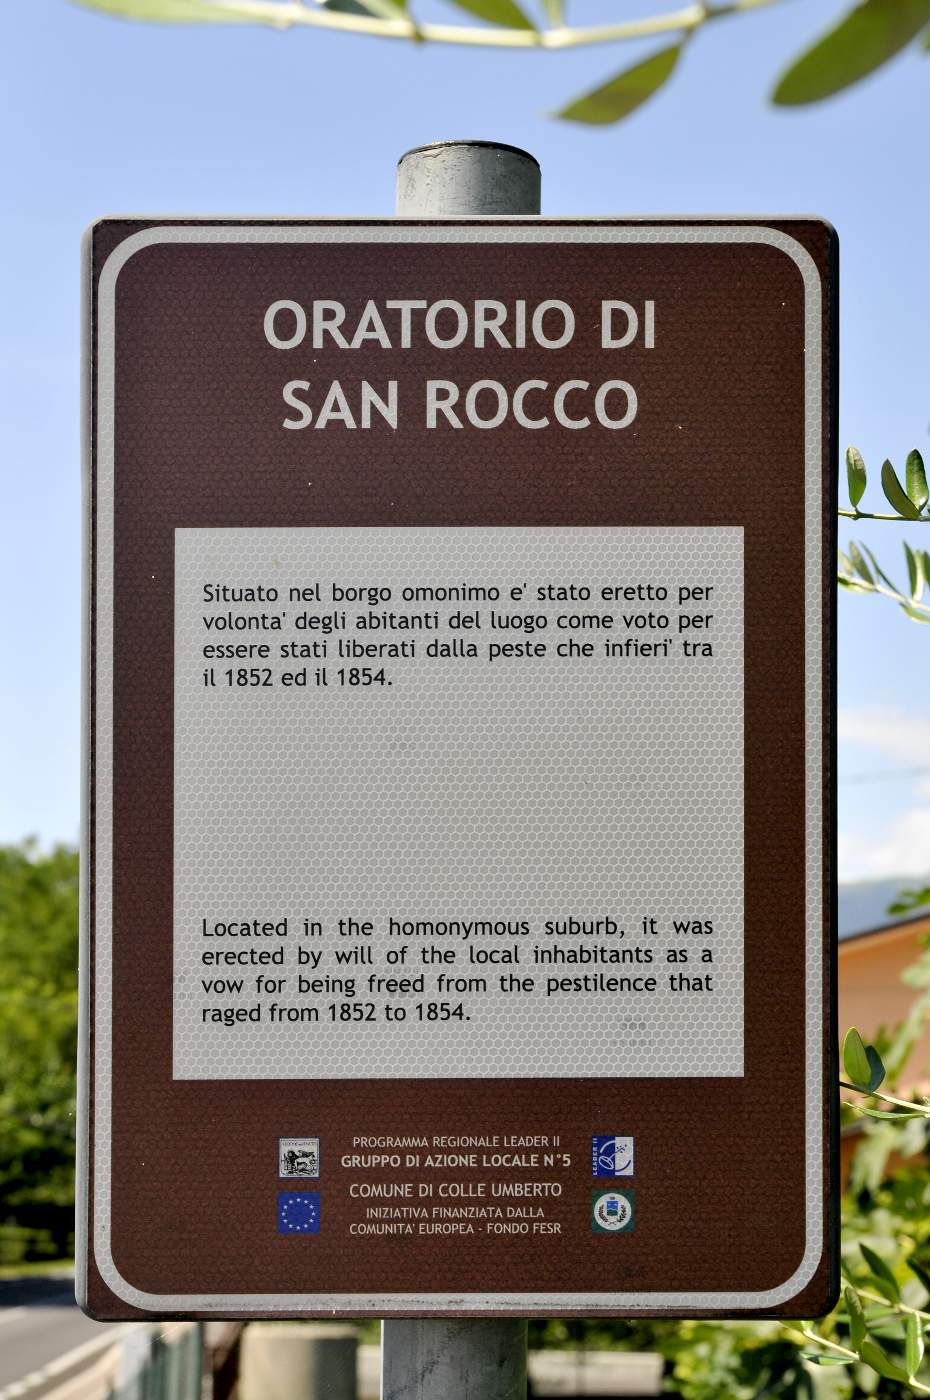 ORATORIO DI
SAN ROCCO
Situato nel borgo omonimo e' stato eretto per
volonta' degli abitanti del luogo come voto per
essere stati liberati dalla peste che infieri' tra
il 1852 ed il 1854.
Located in the homonymous suburb, it was
erected by will of the local inhabitants as a
vow for being freed from the pestilence that
raged from 1852 to 1854.
PROGRAMMA REGIONALE LEADER II
GRUPPO DI AZIONE LOCALE N°5
LEADER II
COMUNE DI COLLE UMBERTO
INIZIATIVA FINANZIATA DALLA
COMUNITA' EUROPEA - FONDO FESR